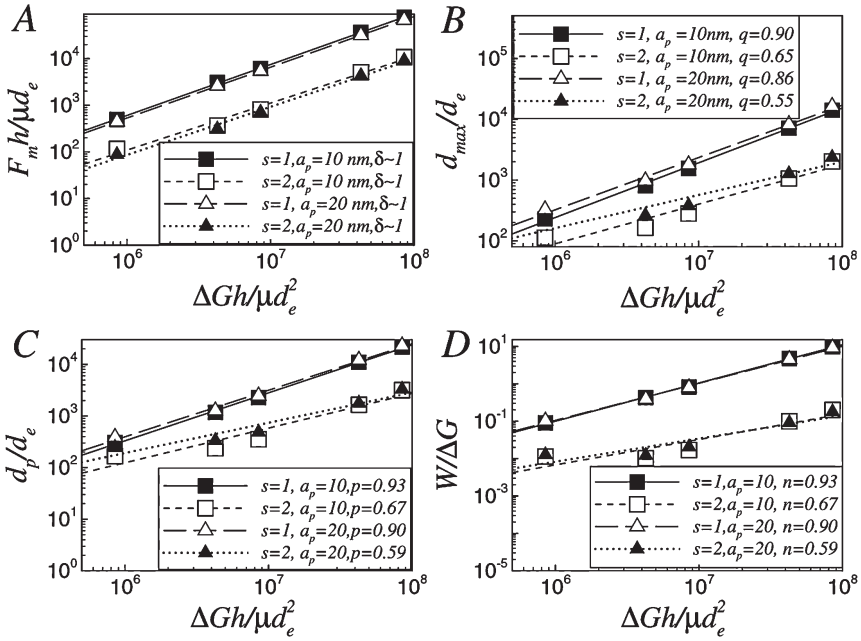 A
F_m h/μd_e
10^4
10^3
10^2
10^1
10^0
s=1,a_p=10 nm,δ~1
s=2,a_p=10 nm,δ~1
s=1, a_p=20 nm,δ~1
s=2,a_p=20 nm,δ~1
10^6 10^7 10^8
ΔGh/μd_e^2
B
d_max/d_e
10^5
10^4
10^3
10^2
s=1, a_p=10nm, q=0.90
s=2, a_p=10nm, q=0.65
s=1, a_p=20nm, q=0.86
s=2, a_p=20nm, q=0.55
10^6 10^7 10^8
ΔGh/μd_e^2
C
d_p/d_e
10^4
10^3
10^2
10^1
10^0
s=1, a_p=10,p=0.93
s=2, a_p=10,p=0.67
s=1, a_p=20,p=0.90
s=2, a_p=20,p=0.59
10^6 10^7 10^8
ΔGh/μd_e^2
D
W/ΔG
10^1
10^-1
10^-3
10^-5
s=1,a_p=10, n=0.93
s=2,a_p=10, n=0.67
s=1,a_p=20, n=0.90
s=2,a_p=20, n=0.59
10^6 10^7 10^8
ΔGh/μd_e^2